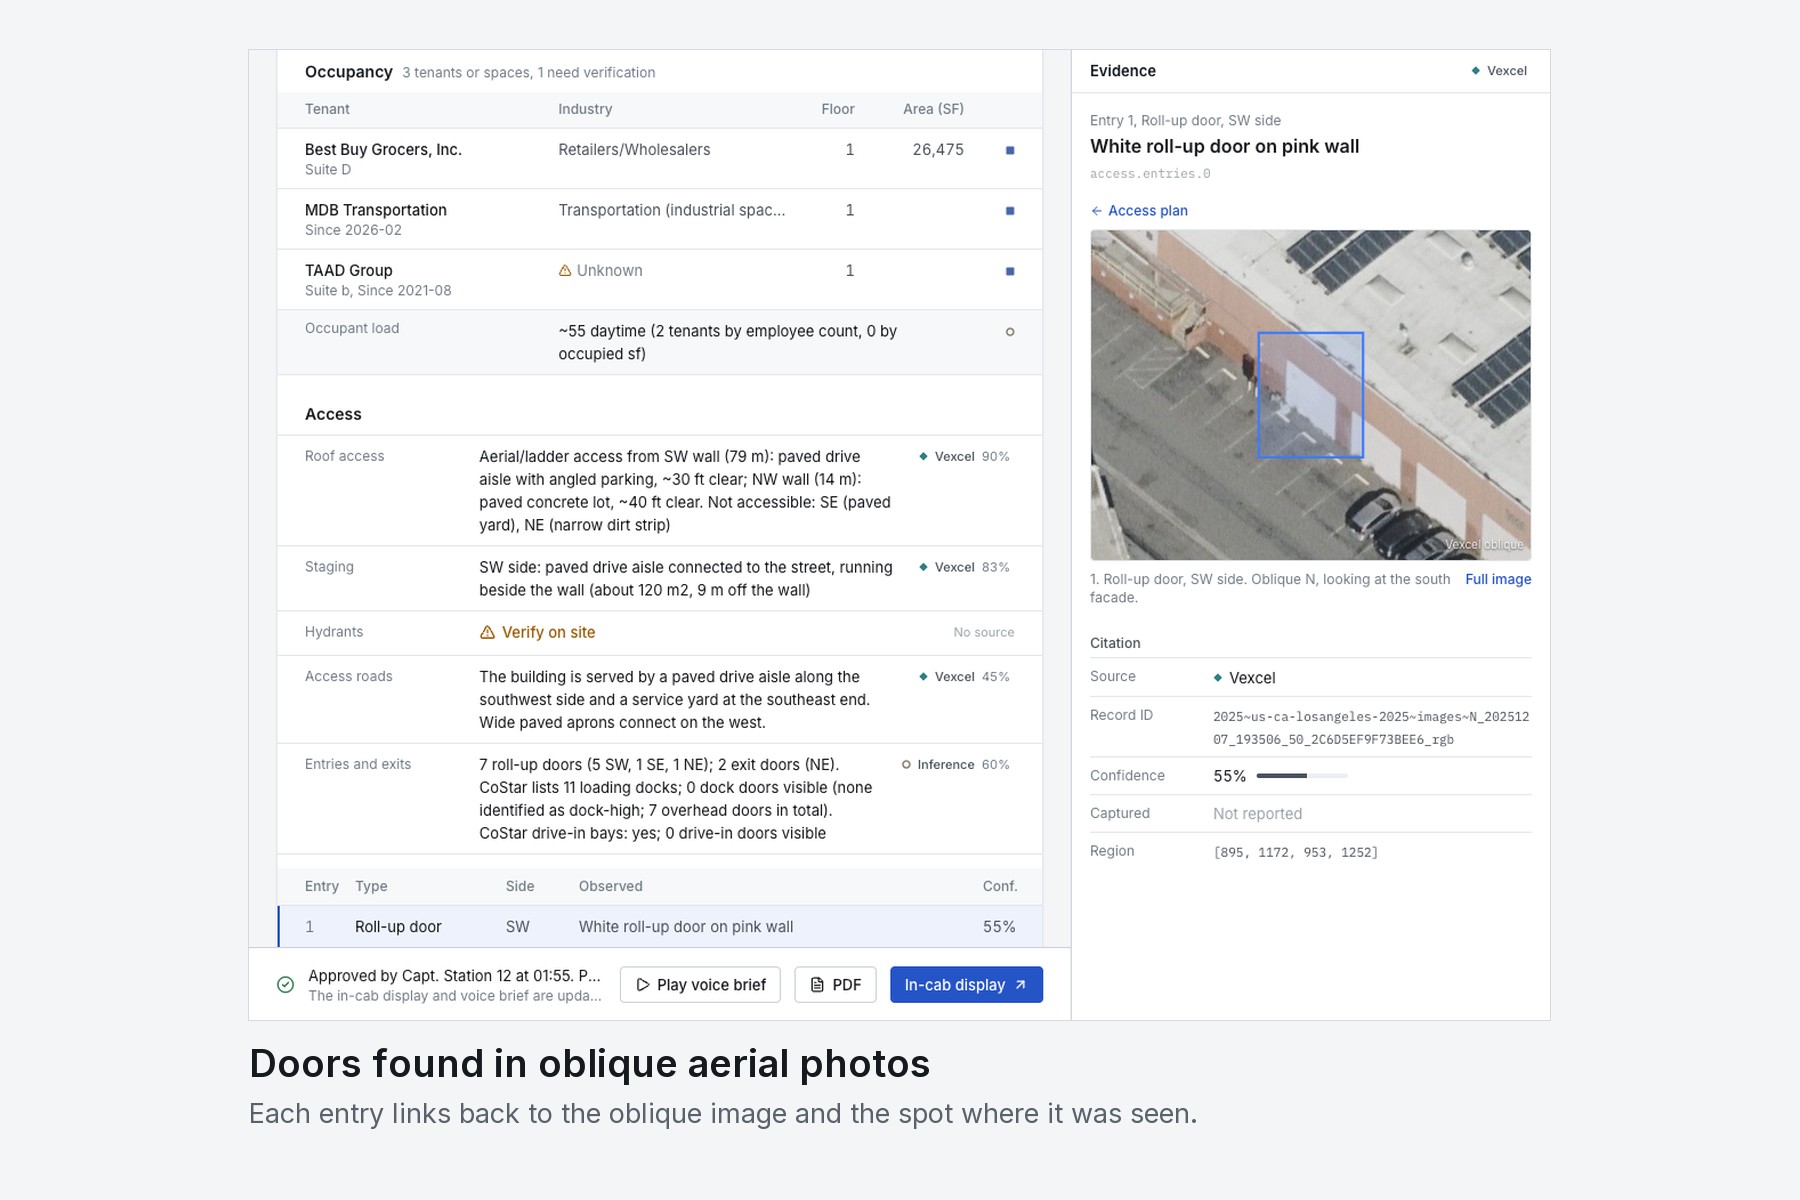 Occupancy 3 tenants or spaces, 1 need verification
Tenant Industry Floor Area (SF)
Best Buy Grocers, Inc. Retailers/Wholesalers 1 26,475
Suite D
MDB Transportation Transportation (industrial spac... 1
Since 2026-02
TAAD Group Unknown 1
Suite b, Since 2021-08
Occupant load ~55 daytime (2 tenants by employee count, 0 by
occupied sf)
Access
Roof access Aerial/ladder access from SW wall (79 m): paved drive Vexcel 90%
aisle with angled parking, ~30 ft clear; NW wall (14 m):
paved concrete lot, ~40 ft clear. Not accessible: SE (paved
yard), NE (narrow dirt strip)
Staging SW side: paved drive aisle connected to the street, running Vexcel 83%
beside the wall (about 120 m2, 9 m off the wall)
Hydrants Verify on site No source
Access roads The building is served by a paved drive aisle along the Vexcel 45%
southwest side and a service yard at the southeast end.
Wide paved aprons connect on the west.
Entries and exits 7 roll-up doors (5 SW, 1 SE, 1 NE); 2 exit doors (NE). Inference 60%
CoStar lists 11 loading docks; 0 dock doors visible (none
identified as dock-high; 7 overhead doors in total).
CoStar drive-in bays: yes; 0 drive-in doors visible
Entry Type Side Observed Conf.
1 Roll-up door SW White roll-up door on pink wall 55%
Approved by Capt. Station 12 at 01:55. P...
The in-cab display and voice brief are upda...
Play voice brief
PDF
In-cab display
Evidence Vexcel
Entry 1, Roll-up door, SW side
White roll-up door on pink wall
access.entries.0
← Access plan
Vexcel oblique
1. Roll-up door, SW side. Oblique N, looking at the south Full image
facade.
Citation
Source Vexcel
Record ID 2025~us-ca-losangeles-2025~images~N_202512
07_193506_50_2C6D5EF9F73BEE6_rgb
Confidence 55%
Captured Not reported
Region [895, 1172, 953, 1252]
Doors found in oblique aerial photos
Each entry links back to the oblique image and the spot where it was seen.